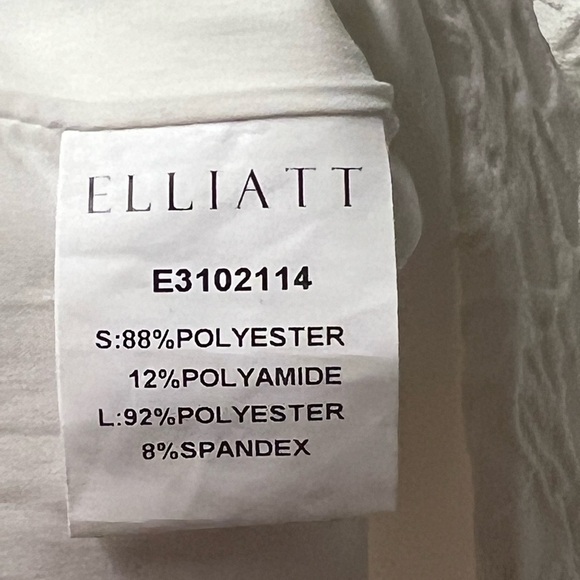 ELLIATT
E3102114
S:88%POLYESTER
12%POLYAMIDE
L:92%POLYESTER
8%SPANDEX